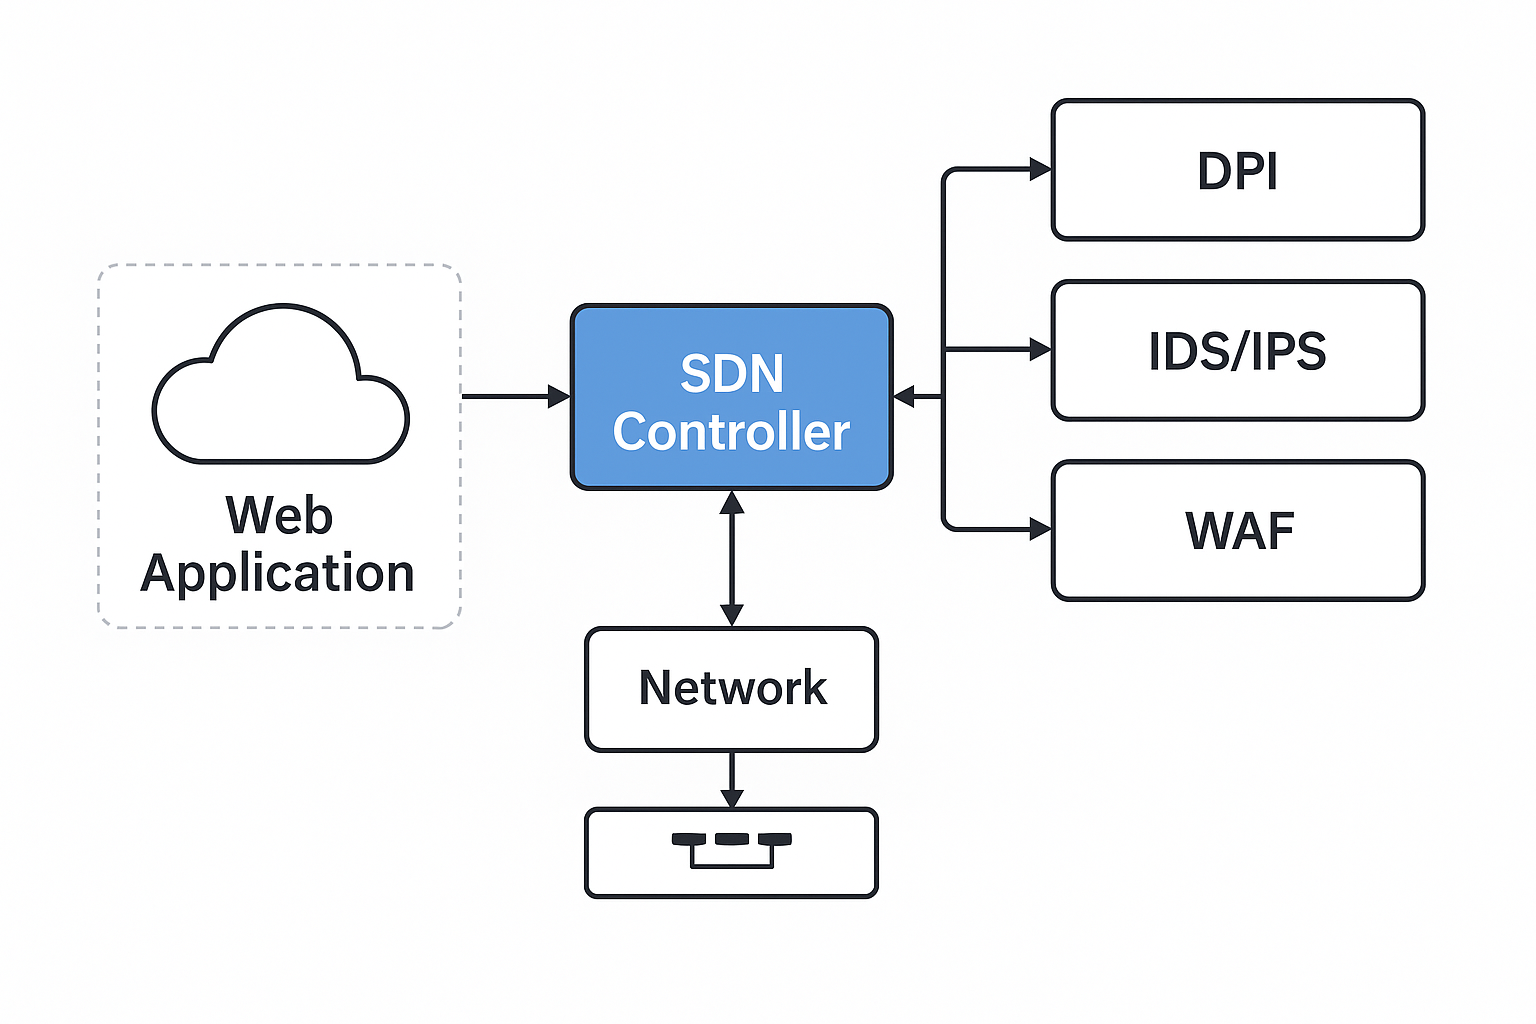 Web
Application
SDN
Controller
DPI
IDS/IPS
WAF
Network